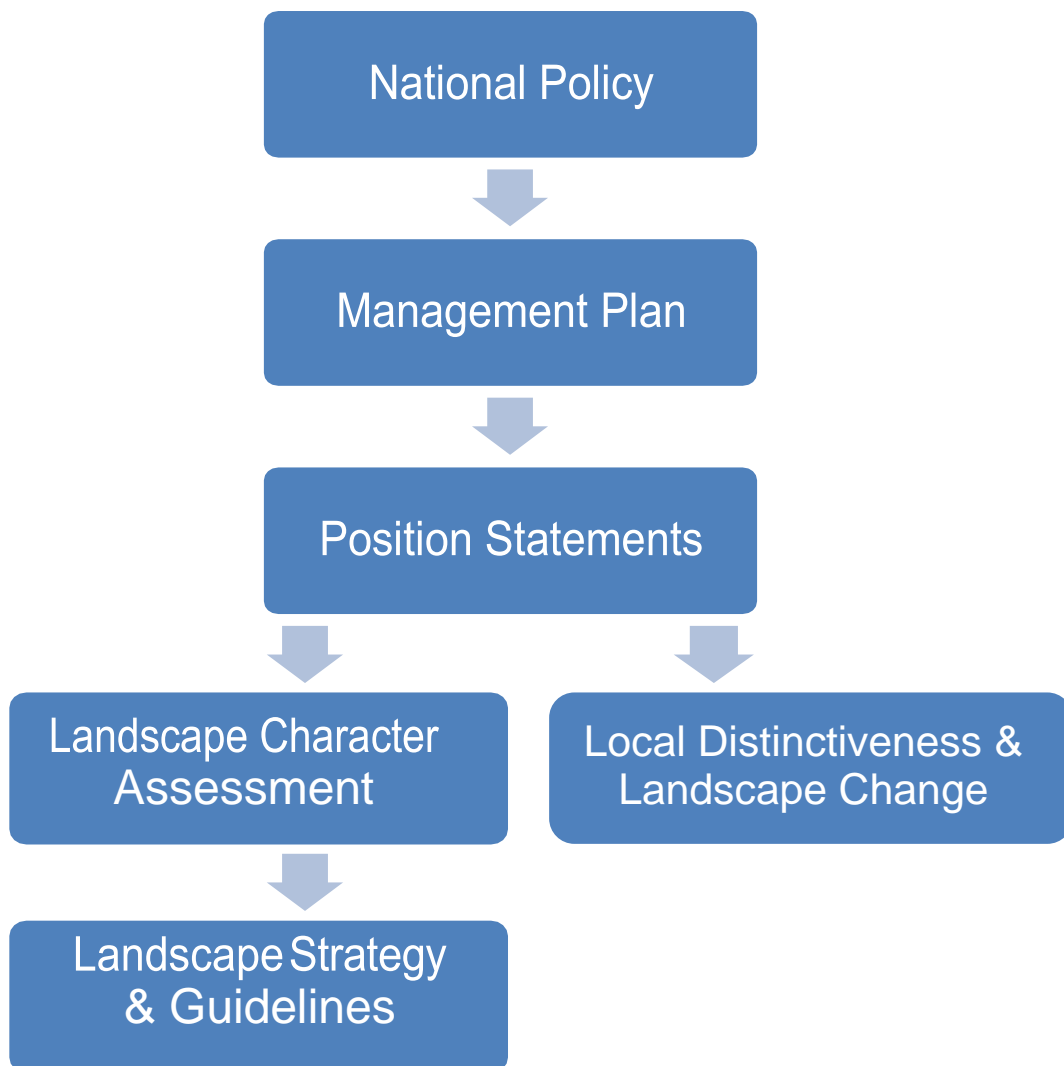 National Policy
Management Plan
Position Statements
Landscape Character
Assessment
Local Distinctiveness &
Landscape Change
Landscape Strategy
& Guidelines